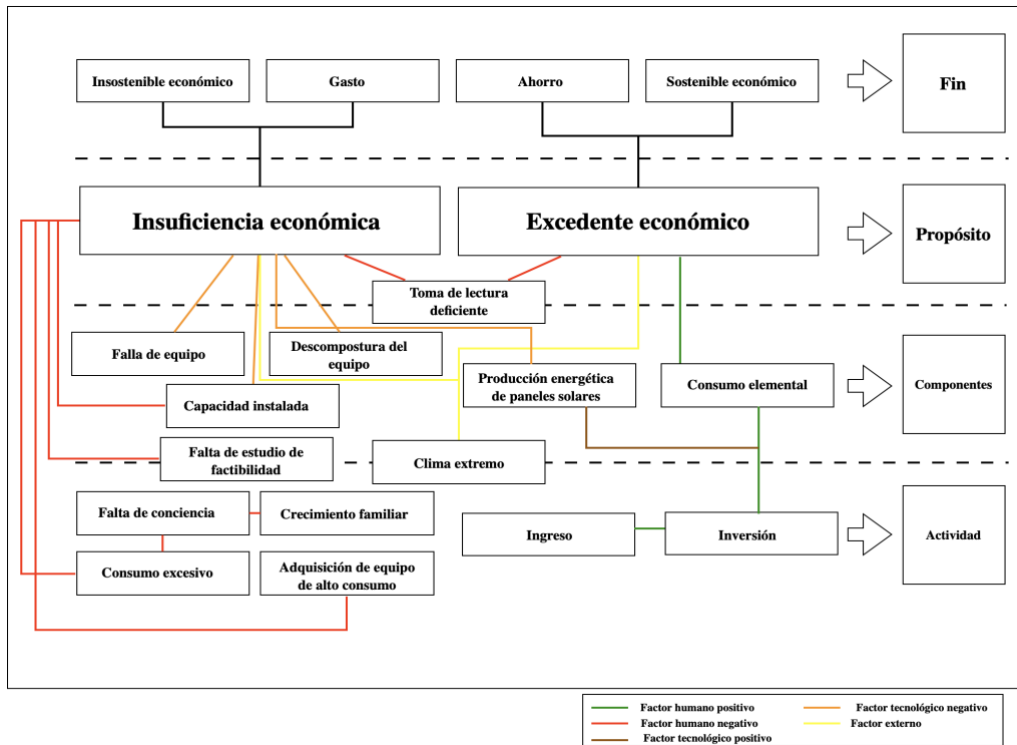 Insostenible económico
Gasto
Ahorro
Sostenible económico
Fin
Insuficiencia económica
Excedente económico
Propósito
Toma de lectura
deficiente
Falla de equipo
Descompostura del
equipo
Producción energética
de paneles solares
Consumo elemental
Componentes
Capacidad instalada
Falta de estudio de
factibilidad
Clima extremo
Falta de conciencia
Crecimiento familiar
Ingreso
Inversión
Actividad
Consumo excesivo
Adquisición de equipo
de alto consumo
Factor humano positivo
Factor tecnológico negativo
Factor humano negativo
Factor externo
Factor tecnológico positivo